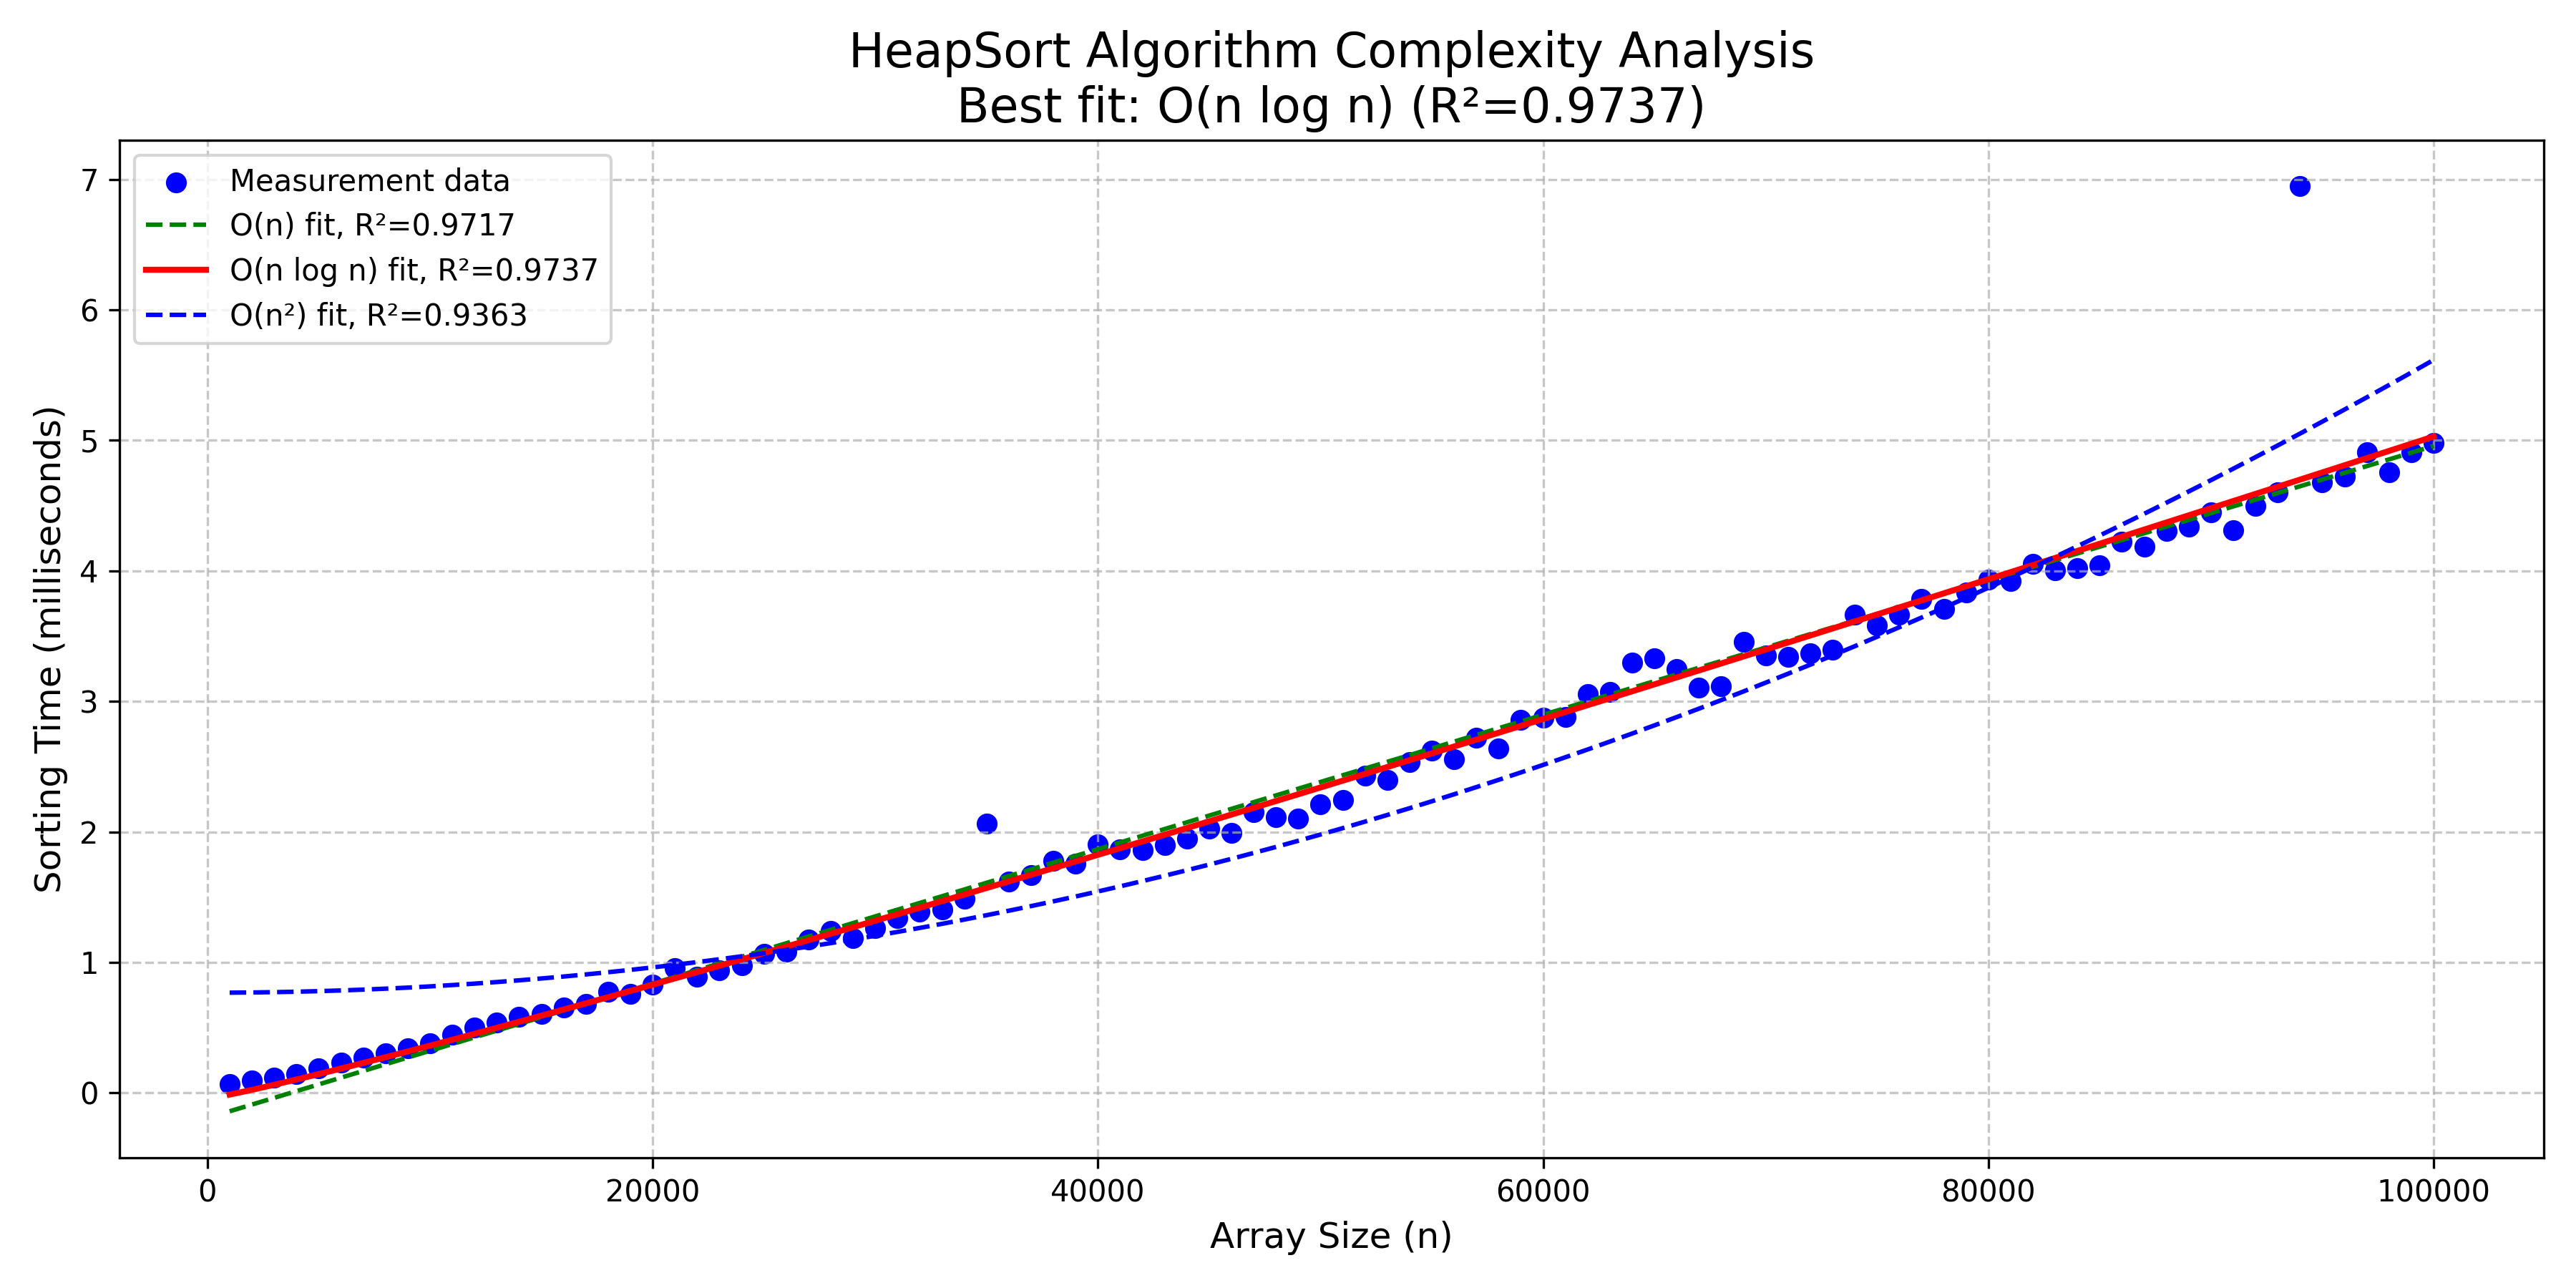 HeapSort Algorithm Complexity Analysis
Best fit: O(n log n) (R²=0.9737)
Measurement data
O(n) fit, R²=0.9717
O(n log n) fit, R²=0.9737
O(n²) fit, R²=0.9363
Sorting Time (milliseconds)
7
6
5
4
3
2
1
0
0 20000 40000 60000 80000 100000
Array Size (n)